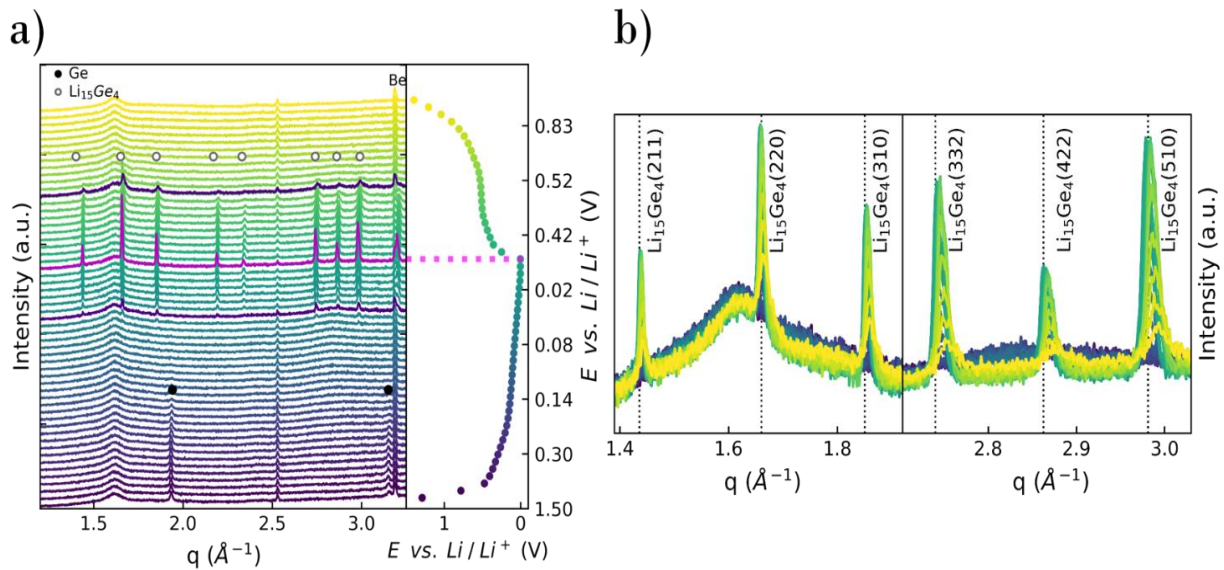 a)
Ge
Li15Ge4
Be
Intensity (a.u.)
1.5
2.0
2.5
3.0
q (Å⁻¹)
1
0
E vs. Li / Li⁺ (V)
0.83
0.52
0.42
0.02
0.08
0.14
0.30
1.50
E vs. Li / Li⁺ (V)
b)
Li15Ge4(211)
Li15Ge4(220)
Li15Ge4(310)
Li15Ge4(332)
Li15Ge4(422)
Li15Ge4(510)
1.4
1.6
1.8
2.8
2.9
3.0
q (Å⁻¹)
q (Å⁻¹)
Intensity (a.u.)